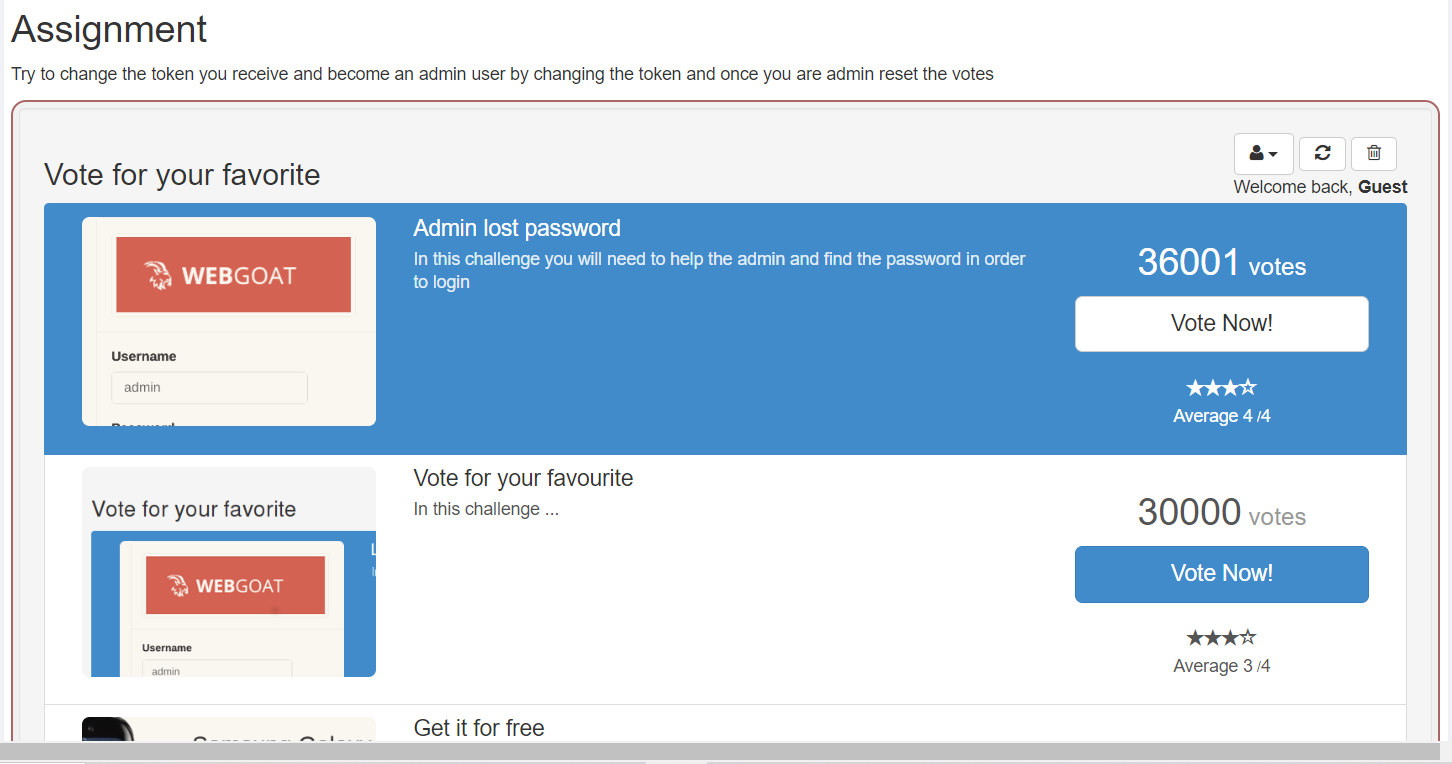 Assignment
Try to change the token you receive and become an admin user by changing the token and once you are admin reset the votes
Vote for your favorite
Welcome back, Guest
WEBGOAT
Username
admin
Password
Admin lost password
In this challenge you will need to help the admin and find the password in order
to login
36001 votes
Vote Now!
Average 4 /4
Vote for your favorite
WEBGOAT
Username
admin
Vote for your favourite
In this challenge ...
30000 votes
Vote Now!
Average 3 /4
Samsung Galaxy
Get it for free